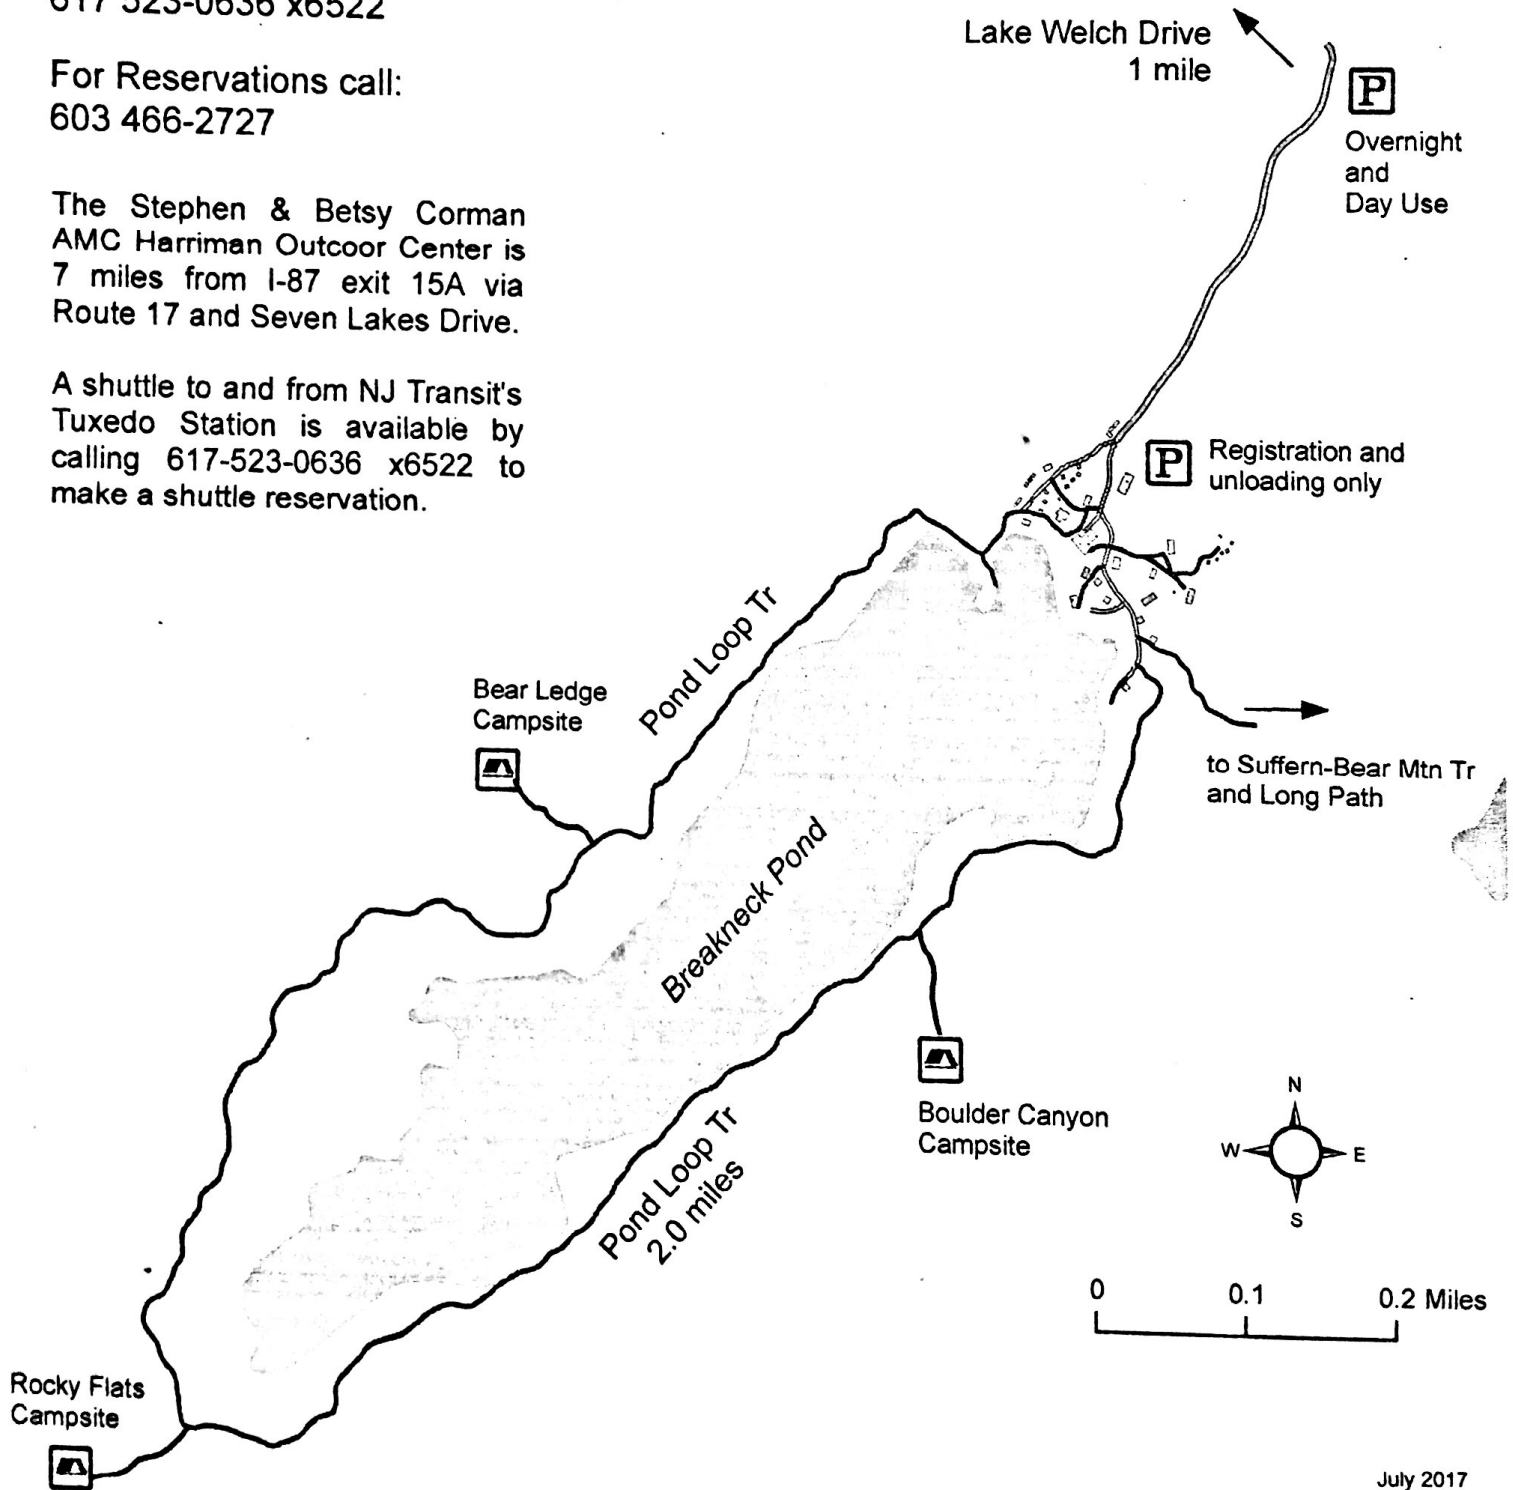 617 523-0636 x6522
For Reservations call:
603 466-2727
The Stephen & Betsy Corman
AMC Harriman Outcoor Center is
7 miles from I-87 exit 15A via
Route 17 and Seven Lakes Drive.
A shuttle to and from NJ Transit's
Tuxedo Station is available by
calling 617-523-0636 x6522 to
make a shuttle reservation.
Lake Welch Drive
1 mile
P
Overnight
and
Day Use
P
Registration and
unloading only
Pond Loop Tr
Bear Ledge
Campsite
to Suffern-Bear Mtn Tr
and Long Path
Breakneck Pond
Boulder Canyon
Campsite
Pond Loop Tr
2.0 miles
N
W
E
S
0
0.1
0.2 Miles
Rocky Flats
Campsite
July 2017